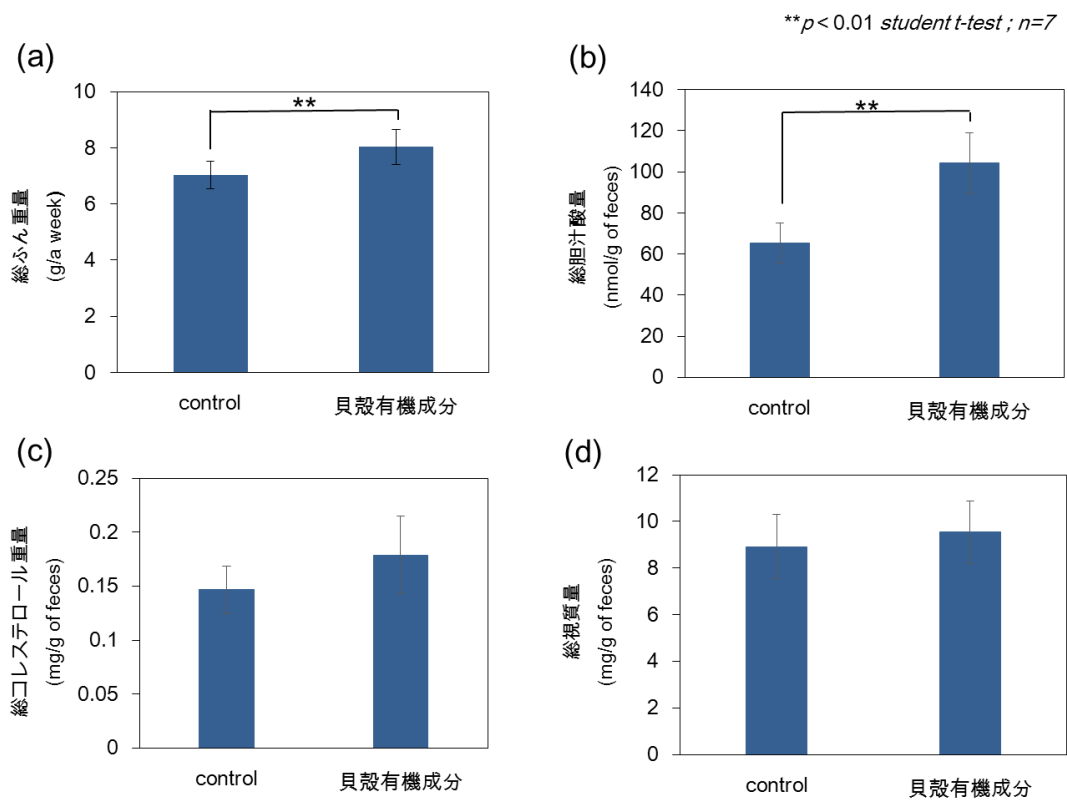 **p < 0.01 student t-test ; n=7
(a)
**
10
8
6
4
2
0
総ふん重量
(g/a week)
control
貝殻有機成分
(b)
**
140
120
100
80
60
40
20
0
総胆汁酸量
(nmol/g of feces)
control
貝殻有機成分
(c)
0.25
0.2
0.15
0.1
0.05
0
総コレステロール重量
(mg/g of feces)
control
貝殻有機成分
(d)
12
10
8
6
4
2
0
総視質量
(mg/g of feces)
control
貝殻有機成分